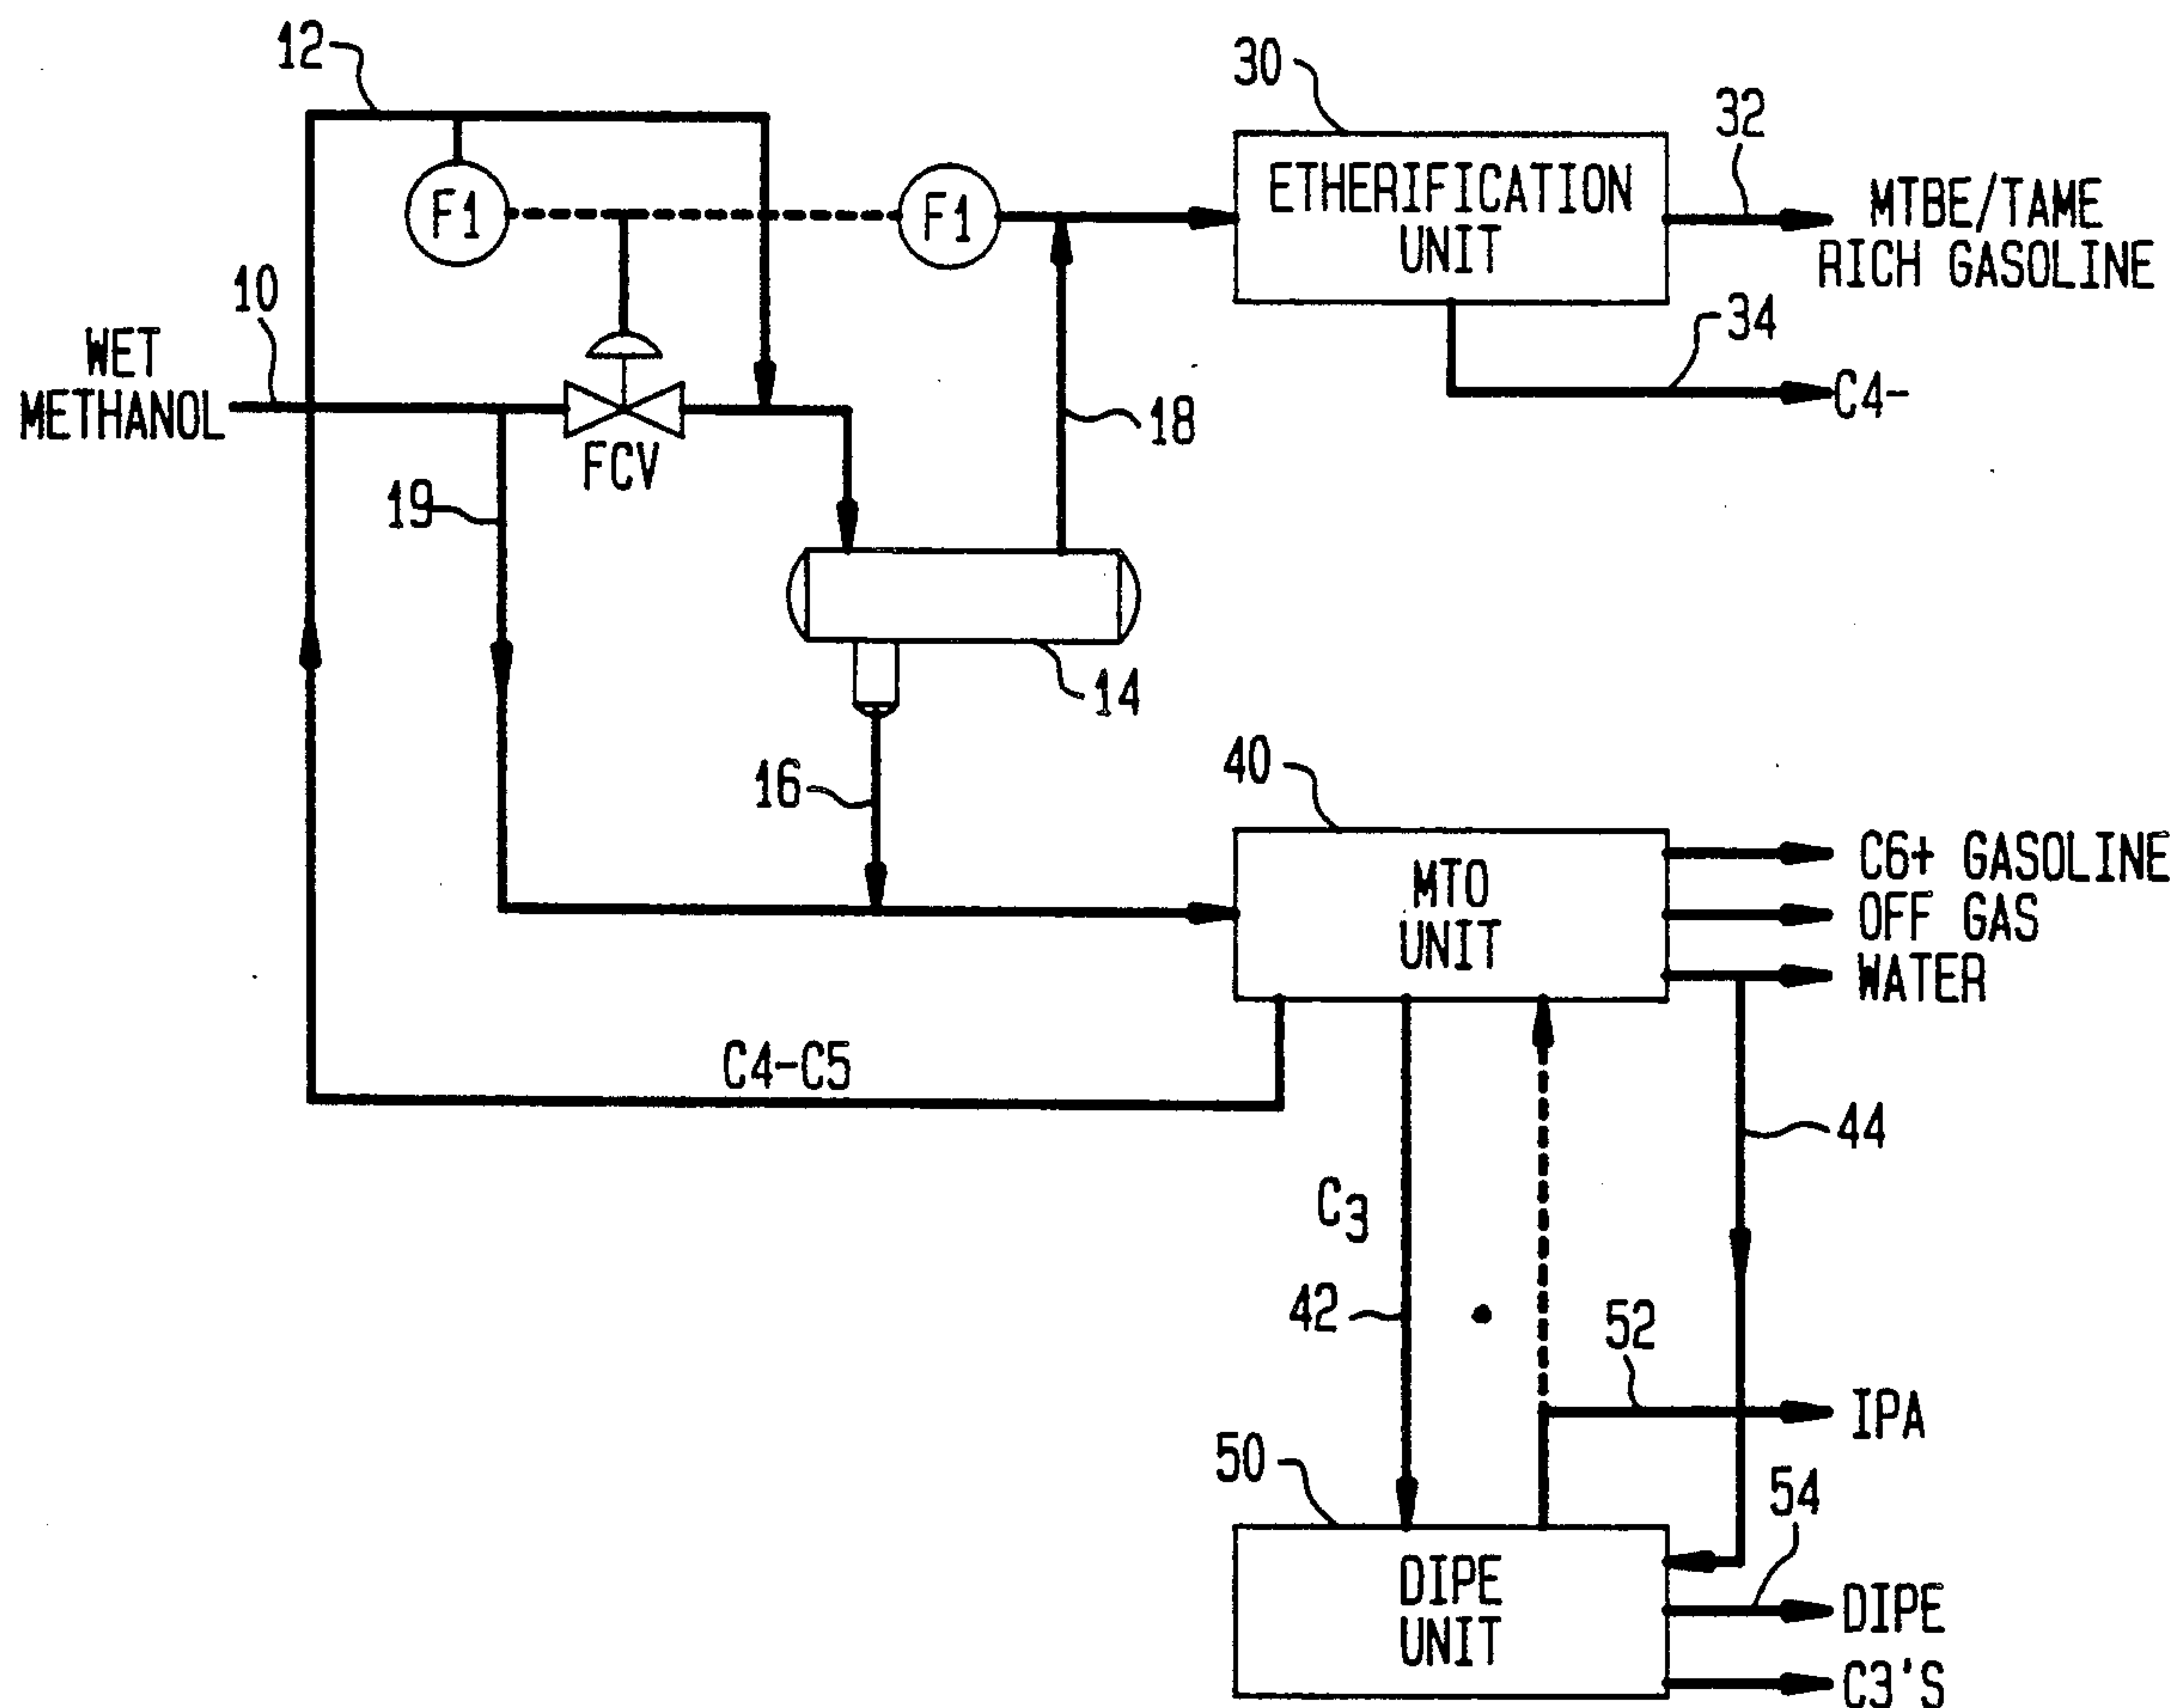 12
30
32
F1
F1
ETHERIFICATION
UNIT
MTBE/TAME
RICH GASOLINE
10
WET
METHANOL
34
C4-
18
FCV
19
14
16
40
MTO
UNIT
C6+ GASOLINE
OFF GAS
WATER
C4-C5
44
C3
42
52
IPA
50
54
DIPE
UNIT
DIPE
C3'S